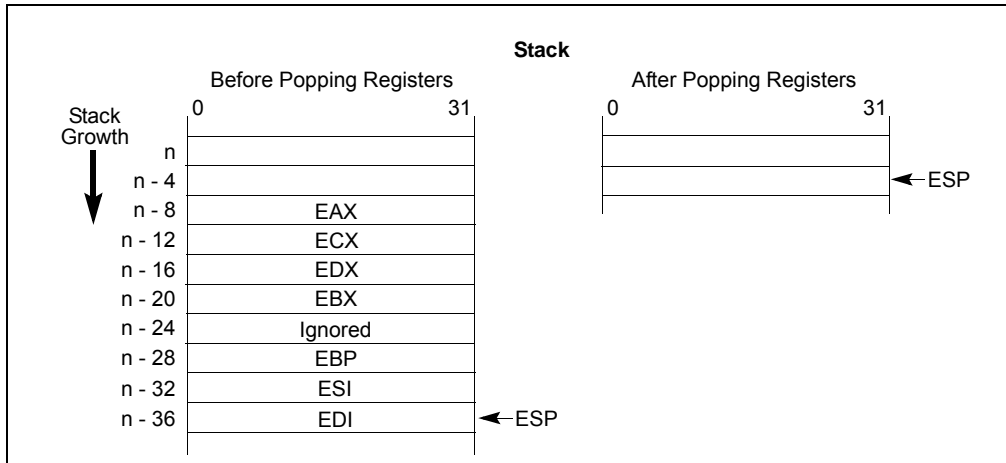 Stack
Before Popping Registers
After Popping Registers
0 31
0 31
Stack
Growth
n
n - 4
ESP
n - 8 EAX
n - 12 ECX
n - 16 EDX
n - 20 EBX
n - 24 Ignored
n - 28 EBP
n - 32 ESI
n - 36 EDI ESP